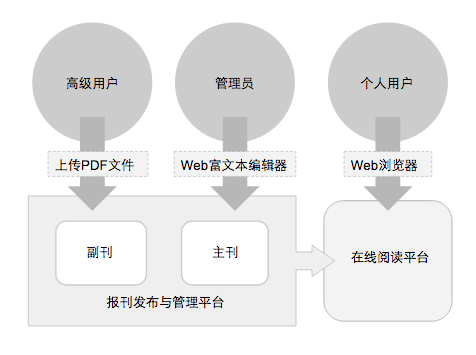 高级用户
管理员
个人用户
上传PDF文件
Web富文本编辑器
Web浏览器
副刊
主刊
在线阅读平台
报刊发布与管理平台